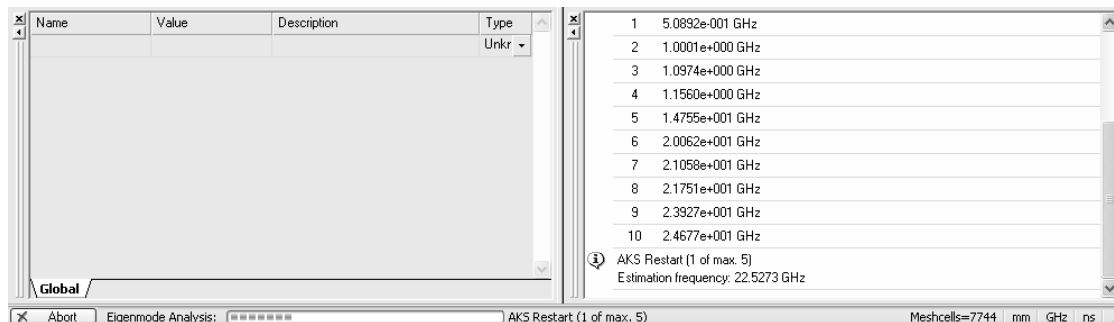 Name Value Description Type
Unkr
Global
1 5.0892e-001 GHz
2 1.0001e+000 GHz
3 1.0974e+000 GHz
4 1.1560e+000 GHz
5 1.4755e+001 GHz
6 2.0062e+001 GHz
7 2.1058e+001 GHz
8 2.1751e+001 GHz
9 2.3927e+001 GHz
10 2.4677e+001 GHz
AKS Restart (1 of max. 5)
Estimation frequency: 22.5273 GHz
Abort Eigenmode Analysis: AKS Restart (1 of max. 5) Meshcells=7744 mm GHz ns